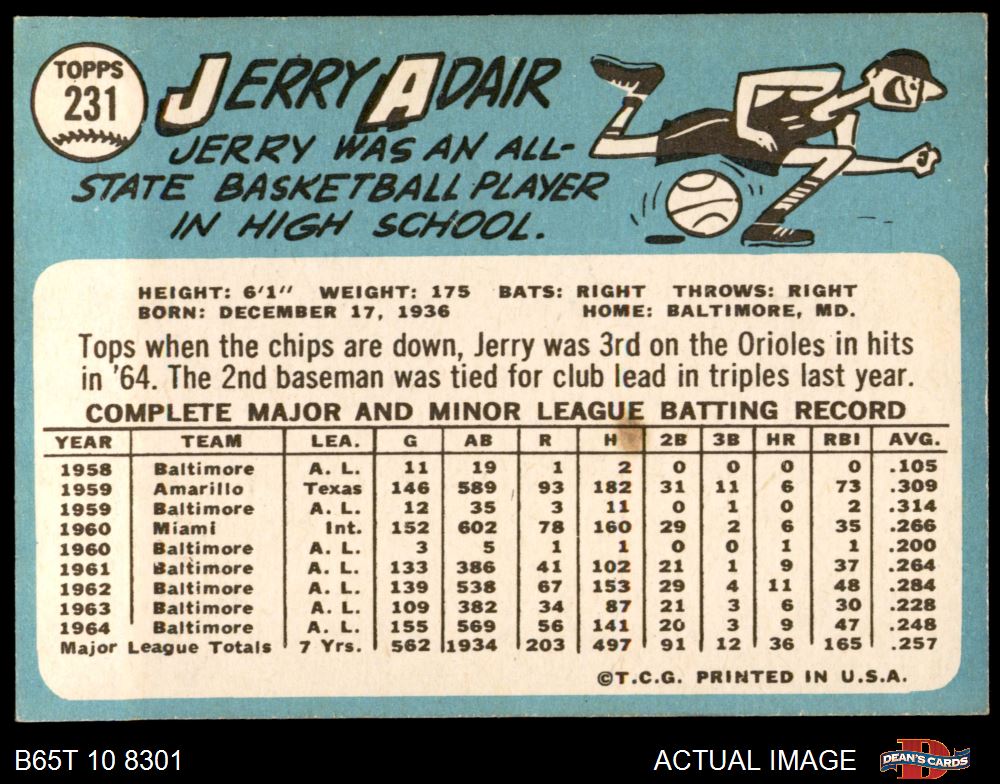 TOPPS
231
JERRY ADAIR
JERRY WAS AN ALL-
STATE BASKETBALL PLAYER
IN HIGH SCHOOL.
HEIGHT: 6'1" WEIGHT: 175 BATS: RIGHT THROWS: RIGHT
BORN: DECEMBER 17, 1936 HOME: BALTIMORE, MD.
Tops when the chips are down, Jerry was 3rd on the Orioles in hits
in '64. The 2nd baseman was tied for club lead in triples last year.
COMPLETE MAJOR AND MINOR LEAGUE BATTING RECORD
YEAR TEAM LEA. G AB R H 2B 3B HR RBI AVG.
1958 Baltimore A. L. 11 19 1 2 0 0 0 0 .105
1959 Amarillo Texas 146 589 93 182 31 11 6 73 .309
1959 Baltimore A. L. 12 35 3 11 0 1 0 2 .314
1960 Miami Int. 152 602 78 160 29 2 6 35 .266
1960 Baltimore A. L. 3 5 1 1 0 0 1 1 .200
1961 Baltimore A. L. 133 386 41 102 21 1 9 37 .264
1962 Baltimore A. L. 139 538 67 153 29 4 11 48 .284
1963 Baltimore A. L. 109 382 34 87 21 3 6 30 .228
1964 Baltimore A. L. 155 569 56 141 20 3 9 47 .248
Major League Totals 7 Yrs. 562 1934 203 497 91 12 36 165 .257
©T.C.G. PRINTED IN U.S.A.
B65T 10 8301 ACTUAL IMAGE DEAN'S CARDS